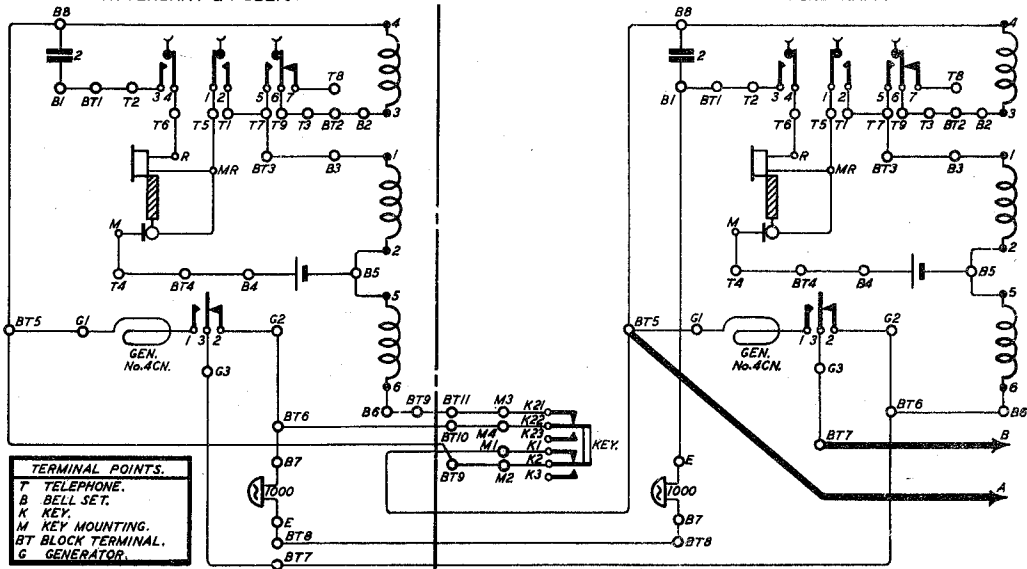 B8 4 B8 4
2 2
B1 BT1 T2 3 4 1 2 5 6 7 T8 B1 BT1 T2 3 4 1 2 5 6 7 T8
T6 T5 T1 T7 T9 T3 BT2 B2 3 T6 T5 T1 T7 T9 T3 BT2 B2 3
R MR BT3 B3 1 R MR BT3 B3 1
M 2 M 2
T4 BT4 B4 B5 T4 BT4 B4 B5
5 5
BT5 G1 1 3 2 G2 BT5 G1 1 3 2 G2
GEN. GEN.
No.4CN. No.4CN.
G3 6 G3 6
B6 BT9 BT11 M3 K21 BT6 B6
BT6 BT10 M4 K22 K23 KEY. BT7 B
M1 K1
B7 BT9 M2 K2 K3 E A
1000 1000
E B7
BT8 BT8
BT7
TERMINAL POINTS.
T TELEPHONE.
B BELL SET.
K KEY.
M KEY MOUNTING.
BT BLOCK TERMINAL.
G GENERATOR.